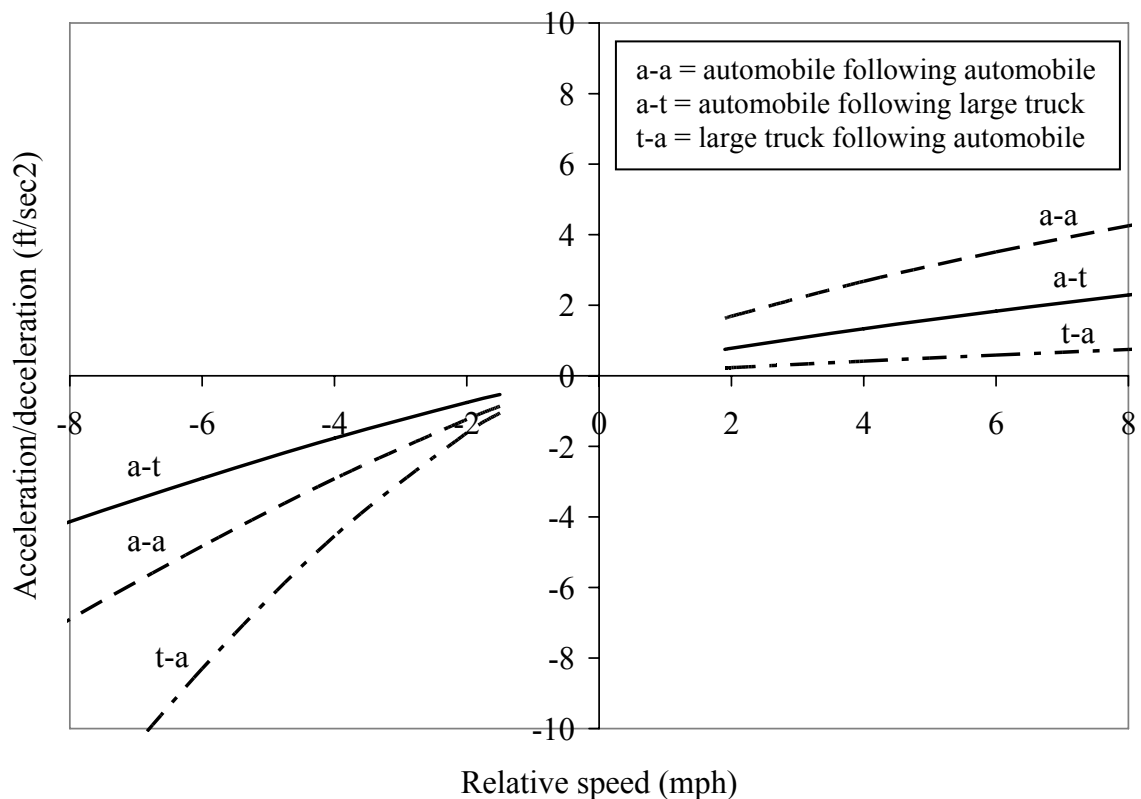 10
a-a = automobile following automobile
a-t = automobile following large truck
t-a = large truck following automobile
8
6
4
a-a
a-t
2
t-a
0
-8
-6
-4
-2
0
2
4
6
8
-2
a-t
-4
a-a
-6
t-a
-8
-10
Acceleration/deceleration (ft/sec2)
Relative speed (mph)